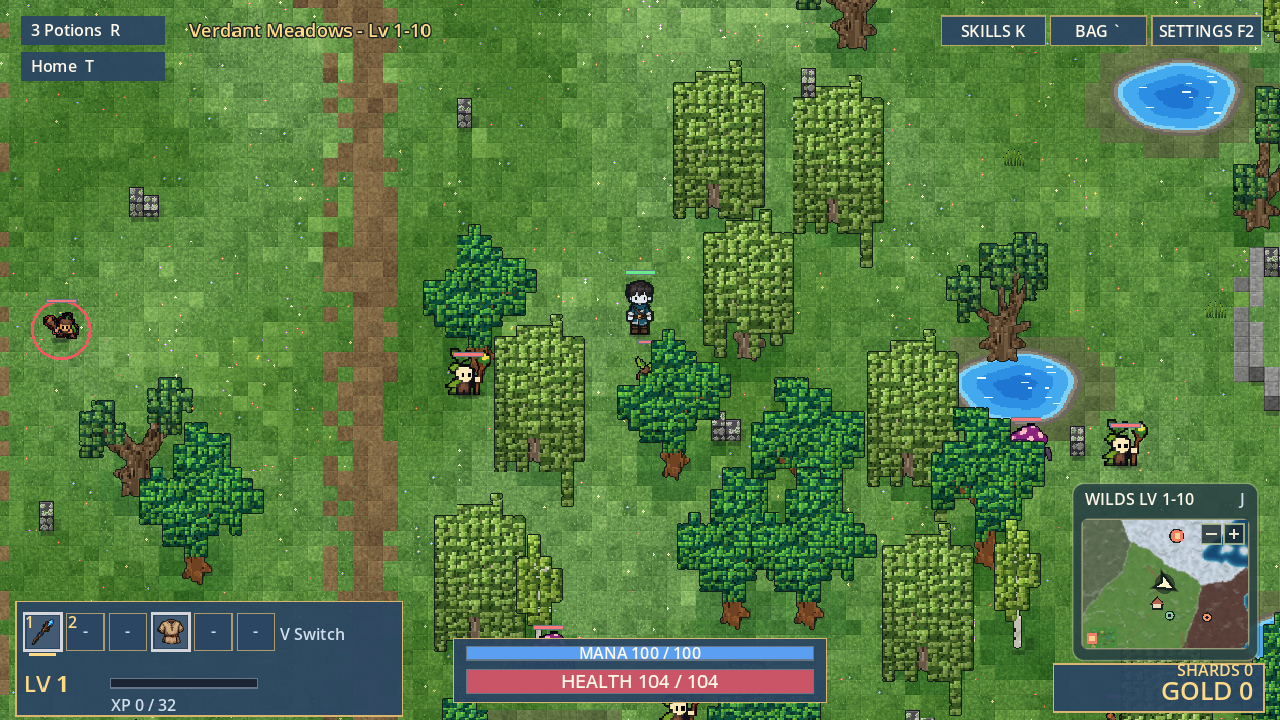 3 Potions R
Home T
Verdant Meadows - Lv 1-10
SKILLS K
BAG `
SETTINGS F2
WILDS LV 1-10 J
− +
1 2 - - - - V Switch
LV 1
XP 0 / 32
MANA 100 / 100
HEALTH 104 / 104
SHARDS 0
GOLD 0